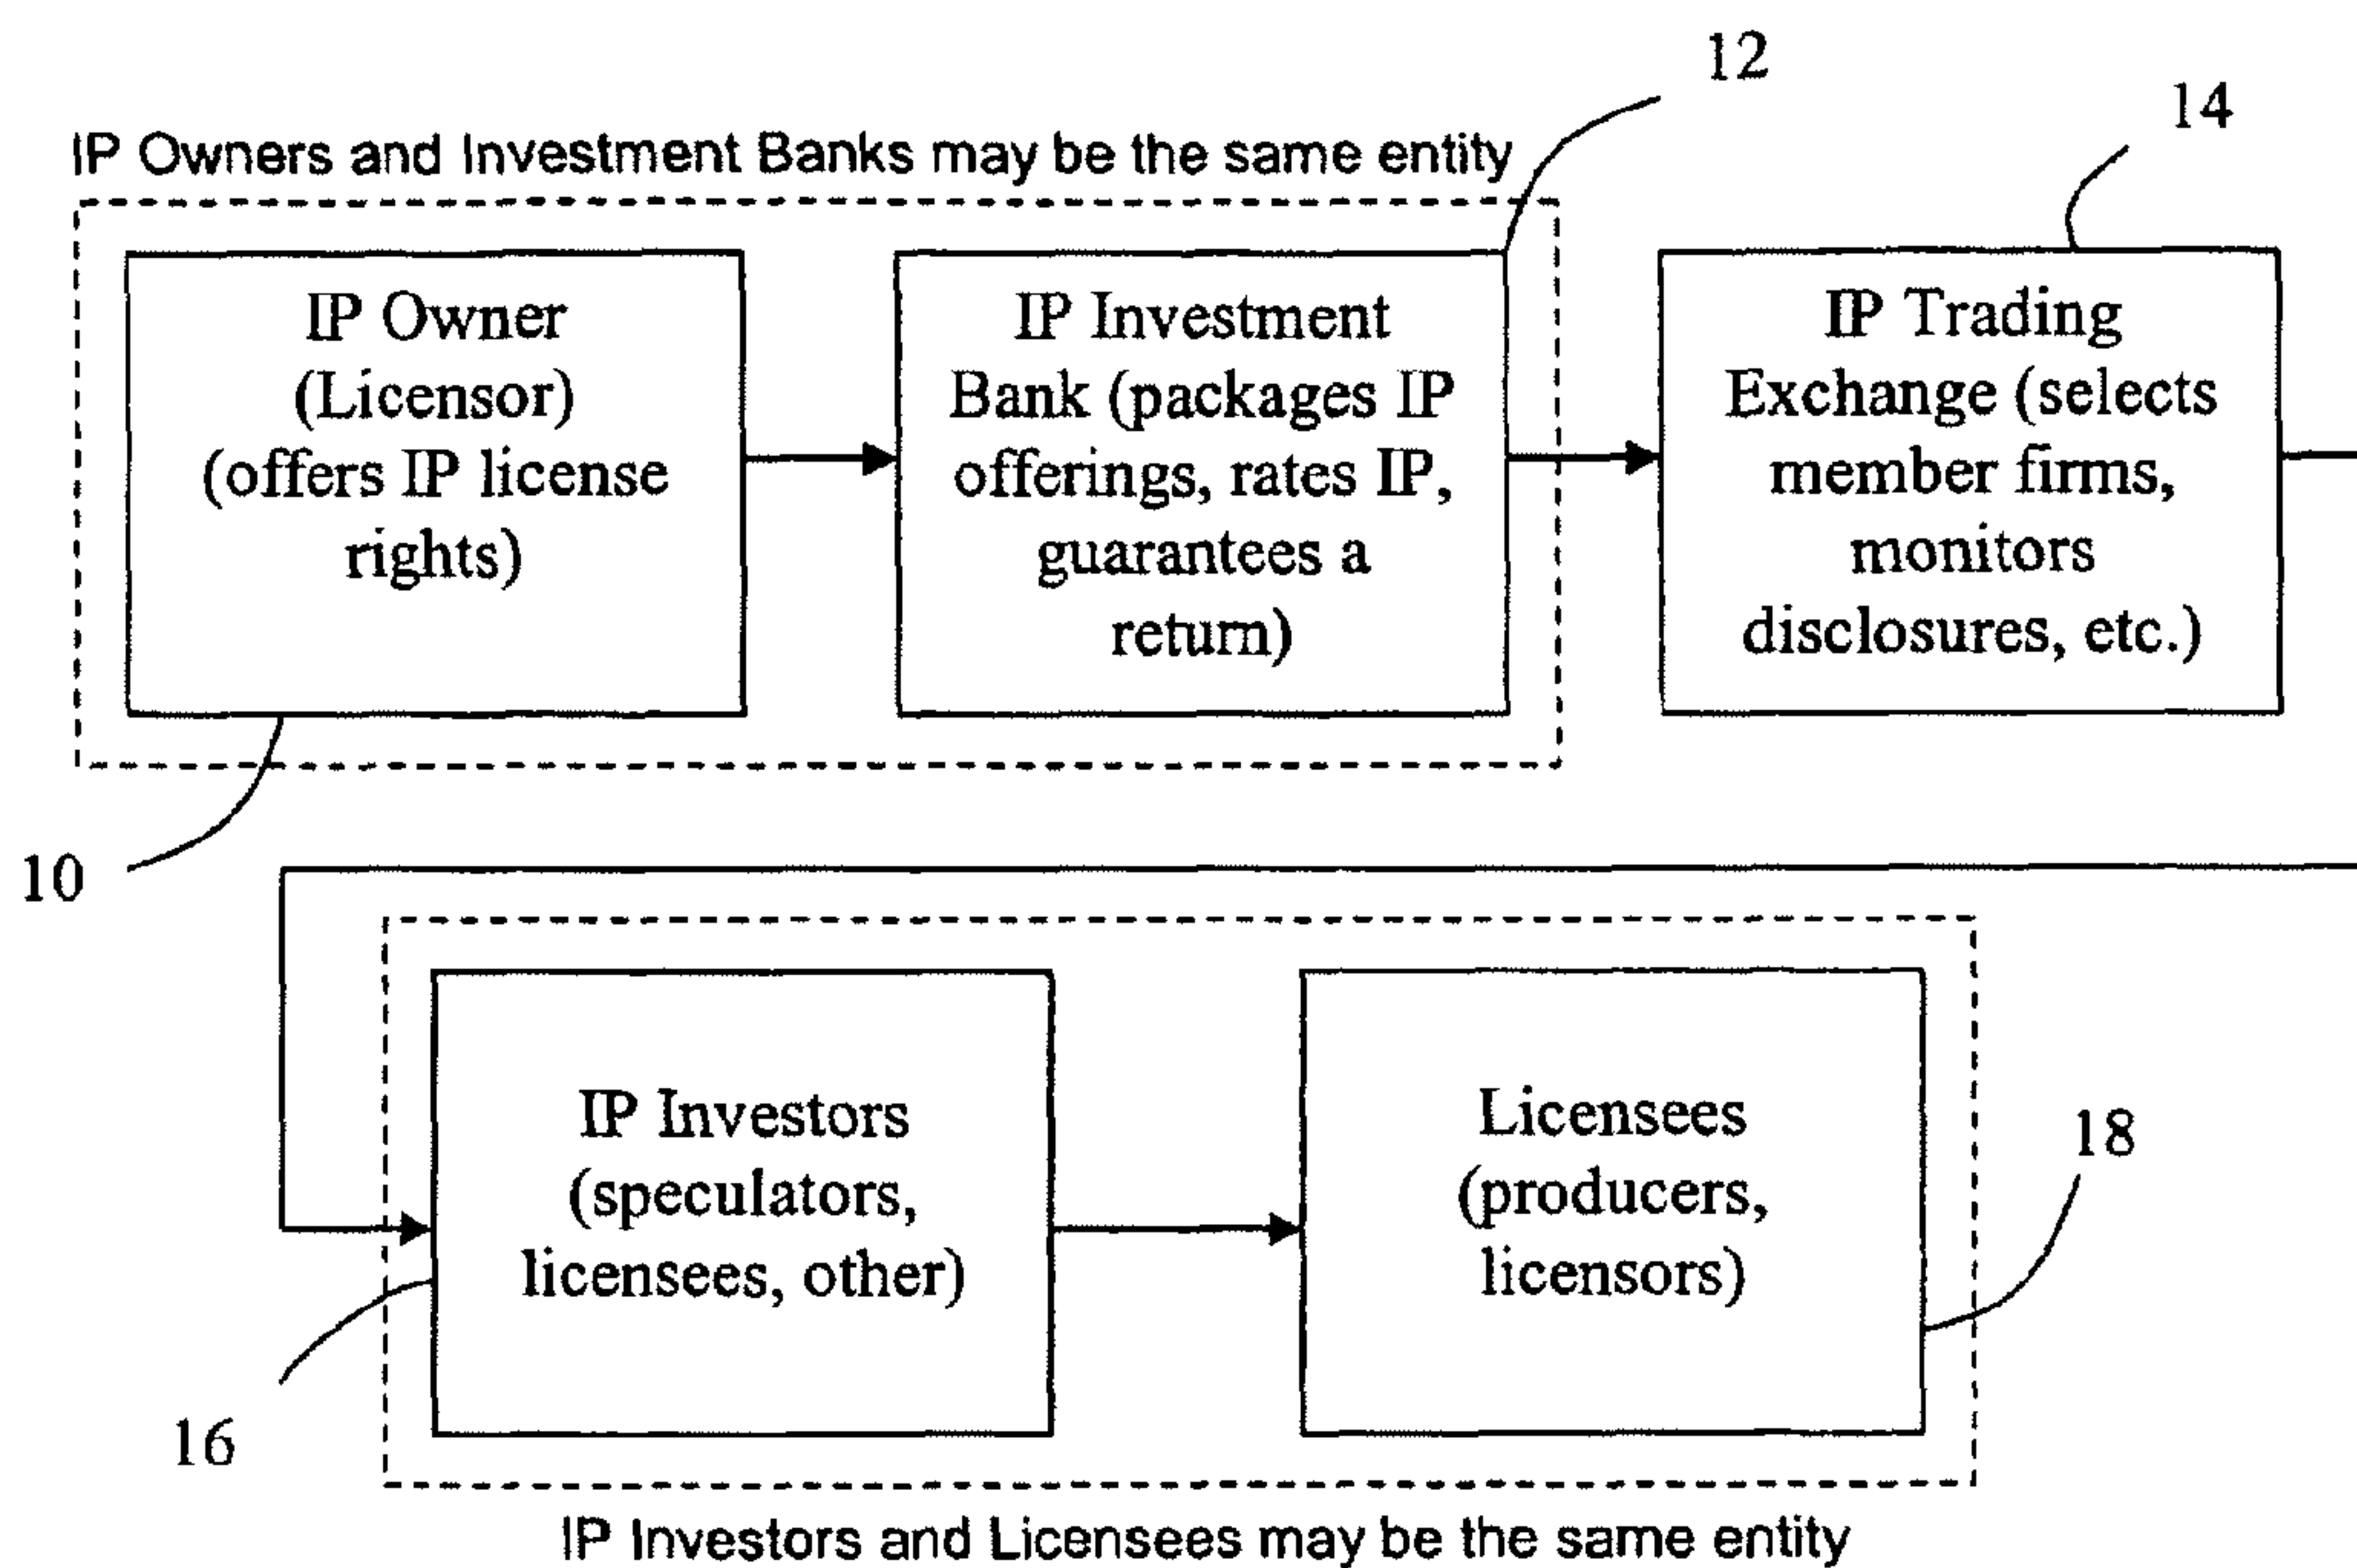 12
14
IP Owners and Investment Banks may be the same entity
IP Owner
(Licensor)
(offers IP license
rights)
IP Investment
Bank (packages IP
offerings, rates IP,
guarantees a
return)
IP Trading
Exchange (selects
member firms,
monitors
disclosures, etc.)
10
IP Investors
(speculators,
licensees, other)
Licensees
(producers,
licensors)
18
16
IP Investors and Licensees may be the same entity